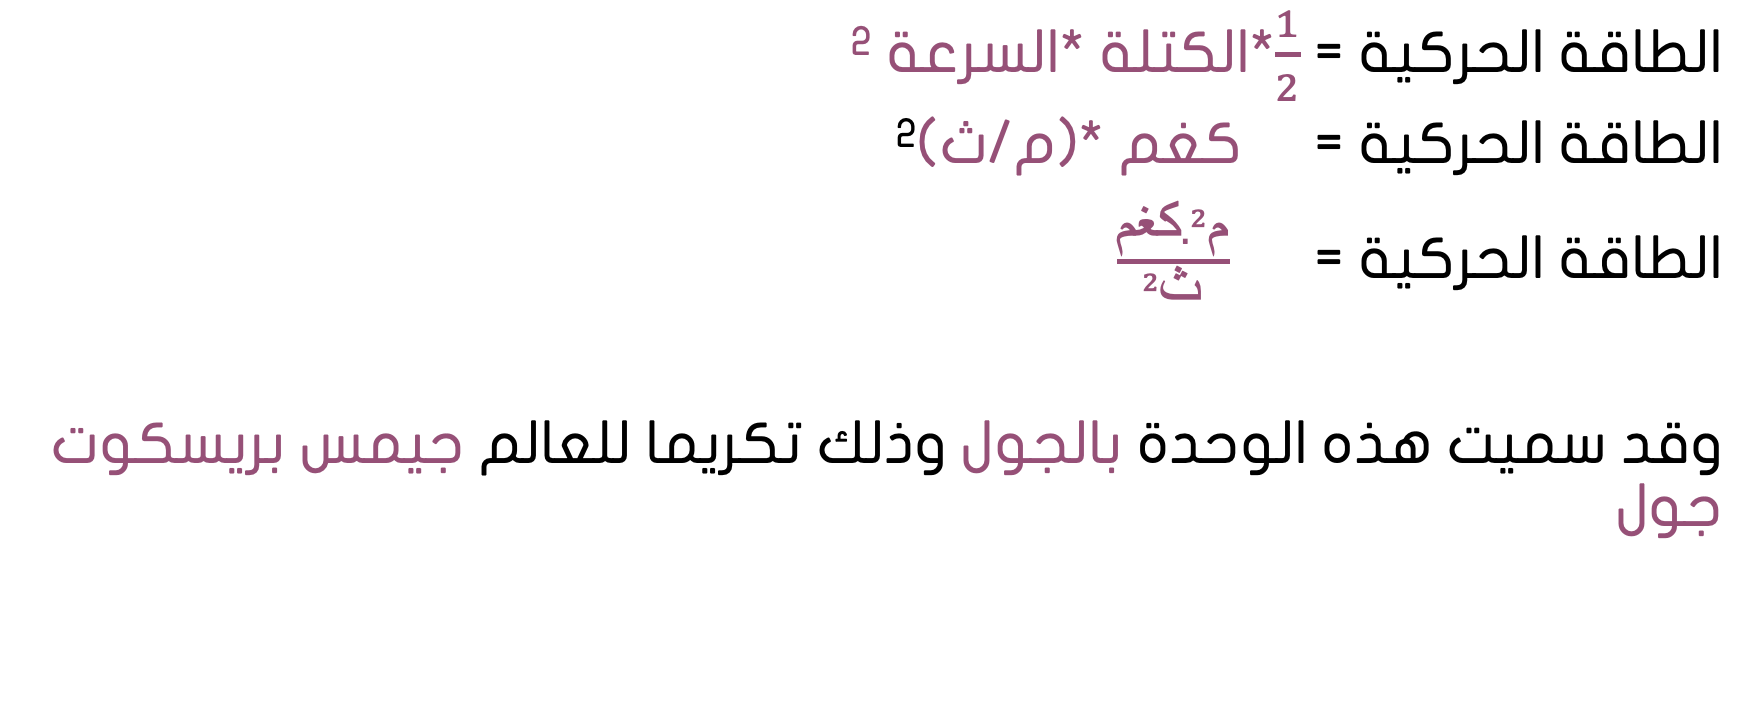 الطاقة الحركية = 1/2*الكتلة *السرعة ²
الطاقة الحركية = كغم *(م/ث)²
الطاقة الحركية = م².كغم/ث²
وقد سميت هذه الوحدة بالجول وذلك تكريما للعالم جيمس بريسكوت
جول